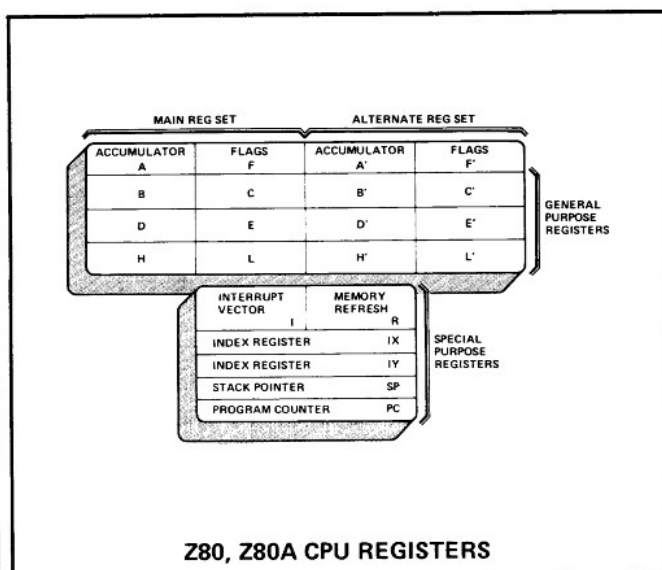 MAIN REG SET ALTERNATE REG SET
ACCUMULATOR FLAGS ACCUMULATOR FLAGS
A F A' F'
B C B' C'
D E D' E'
H L H' L'
GENERAL
PURPOSE
REGISTERS
INTERRUPT MEMORY
VECTOR REFRESH
I R
INDEX REGISTER IX
INDEX REGISTER IY
STACK POINTER SP
PROGRAM COUNTER PC
SPECIAL
PURPOSE
REGISTERS
Z80, Z80A CPU REGISTERS